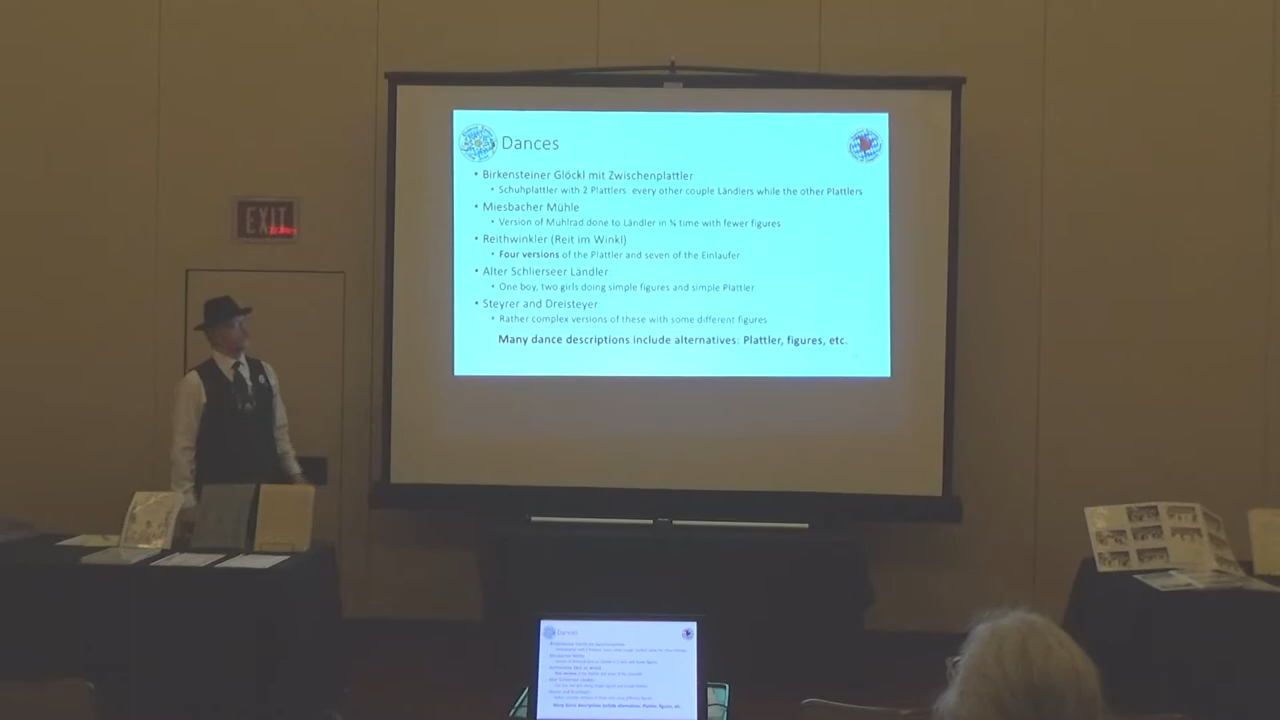 EXIT
Dances
• Birkensteiner Glöckl mit Zwischenplattler
• Schuhplattler with 2 Plattlers: every other couple Ländlers while the other Plattlers
• Miesbacher Mühle
• Version of Mühlrad done to Ländler in ¾ time with fewer figures
• Reithwinkler (Reit im Winkl)
• Four versions of the Plattler and seven of the Einlaufer
• Alter Schlierseer Ländler
• One boy, two girls doing simple figures and simple Plattler
• Steyrer and Dreisteyer
• Rather complex versions of these with some different figures
Many dance descriptions include alternatives: Plattler, figures, etc.
Dances